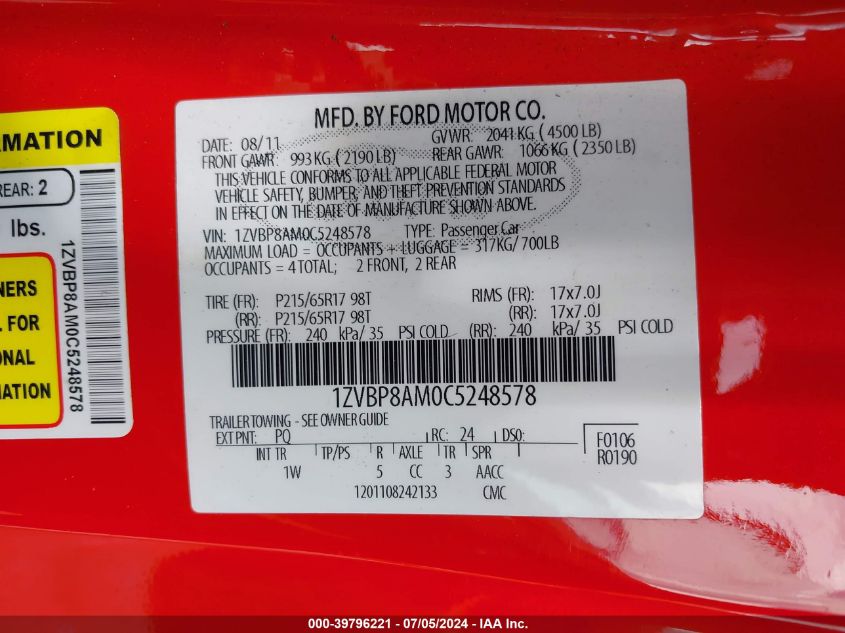 RMATION
REAR: 2
lbs.
NERS
L FOR
ONAL
MATION
1ZVBP8AM0C5248578
MFD. BY FORD MOTOR CO.
DATE: 08/11 GVWR: 2041 KG ( 4500 LB)
FRONT GAWR: 993 KG ( 2190 LB) REAR GAWR: 1066 KG ( 2350 LB)
THIS VEHICLE CONFORMS TO ALL APPLICABLE FEDERAL MOTOR
VEHICLE SAFETY, BUMPER, AND THEFT PREVENTION STANDARDS
IN EFFECT ON THE DATE OF MANUFACTURE SHOWN ABOVE.
VIN: 1ZVBP8AM0C5248578 TYPE: Passenger Car
MAXIMUM LOAD = OCCUPANTS + LUGGAGE = 317KG/ 700LB
OCCUPANTS = 4 TOTAL; 2 FRONT, 2 REAR
TIRE (FR): P215/65R17 98T RIMS (FR): 17x7.0J
(RR): P215/65R17 98T (RR): 17x7.0J
PRESSURE (FR): 240 kPa/ 35 PSI COLD (RR): 240 kPa/ 35 PSI COLD
1ZVBP8AM0C5248578
TRAILER TOWING - SEE OWNER GUIDE
EXT PNT: PQ RC: 24 DSO: F0106
INT TR TP/PS R AXLE TR SPR R0190
1W 5 CC 3 AACC
1201108242133 CMC
000-39796221 - 07/05/2024 - IAA Inc.